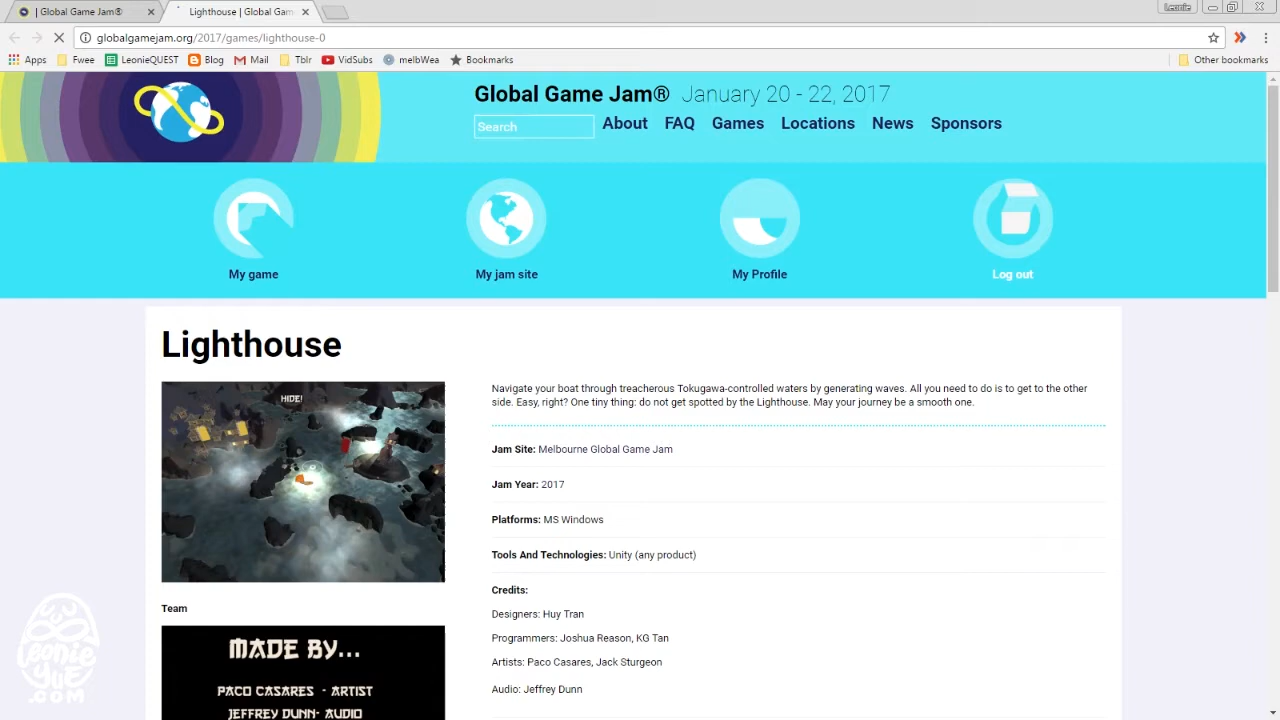 | Global Game Jam®
Lighthouse | Global Gam
Leonie
globalgamejam.org/2017/games/lighthouse-0
Apps Fwee LeonieQUEST Blog Mail Tblr VidSubs melbWea Bookmarks Other bookmarks
Global Game Jam® January 20 - 22, 2017
Search About FAQ Games Locations News Sponsors
My game My jam site My Profile Log out
Lighthouse
HIDE!
Navigate your boat through treacherous Tokugawa-controlled waters by generating waves. All you need to do is to get to the other
side. Easy, right? One tiny thing: do not get spotted by the Lighthouse. May your journey be a smooth one.
Jam Site: Melbourne Global Game Jam
Jam Year: 2017
Platforms: MS Windows
Tools And Technologies: Unity (any product)
Credits:
Designers: Huy Tran
Programmers: Joshua Reason, KG Tan
Artists: Paco Casares, Jack Sturgeon
Audio: Jeffrey Dunn
Team
MADE BY...
PACO CASARES - ARTIST
JEFFREY DUNN- AUDIO
Leonie
Yue
.COM